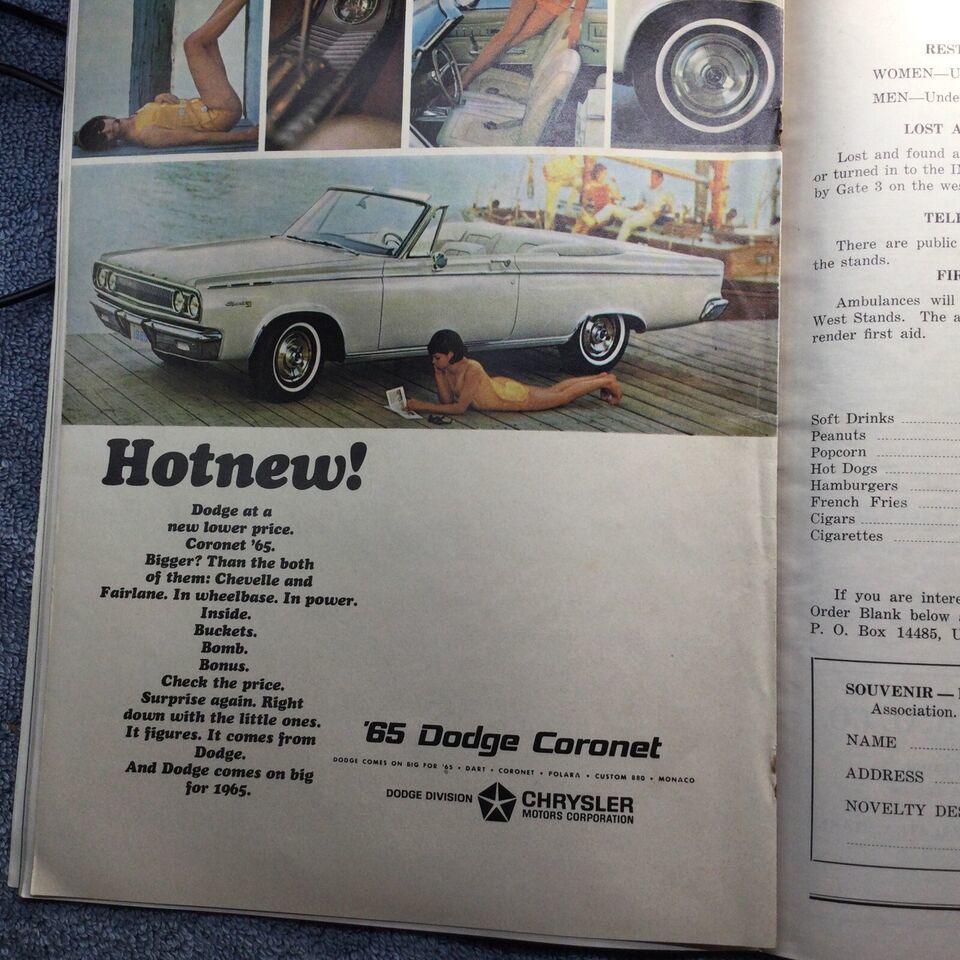 Hotnew!
Dodge at a
new lower price.
Coronet '65.
Bigger? Than the both
of them: Chevelle and
Fairlane. In wheelbase. In power.
Inside.
Buckets.
Bomb.
Bonus.
Check the price.
Surprise again. Right
down with the little ones.
It figures. It comes from
Dodge.
And Dodge comes on big
for 1965.
'65 Dodge Coronet
DODGE COMES ON BIG FOR '65 • DART • CORONET • POLARA • CUSTOM 880 • MONACO
DODGE DIVISION CHRYSLER
MOTORS CORPORATION
REST
WOMEN—U
MEN—Unde
LOST A
Lost and found a
or turned in to the
by Gate 3 on the wes
TELE
There are public
the stands.
FIR
Ambulances will
West Stands. The a
render first aid.
Soft Drinks
Peanuts
Popcorn
Hot Dogs
Hamburgers
French Fries
Cigars
Cigarettes
If you are intere
Order Blank below
P. O. Box 14485, U
SOUVENIR —
Association.
NAME
ADDRESS
NOVELTY DES